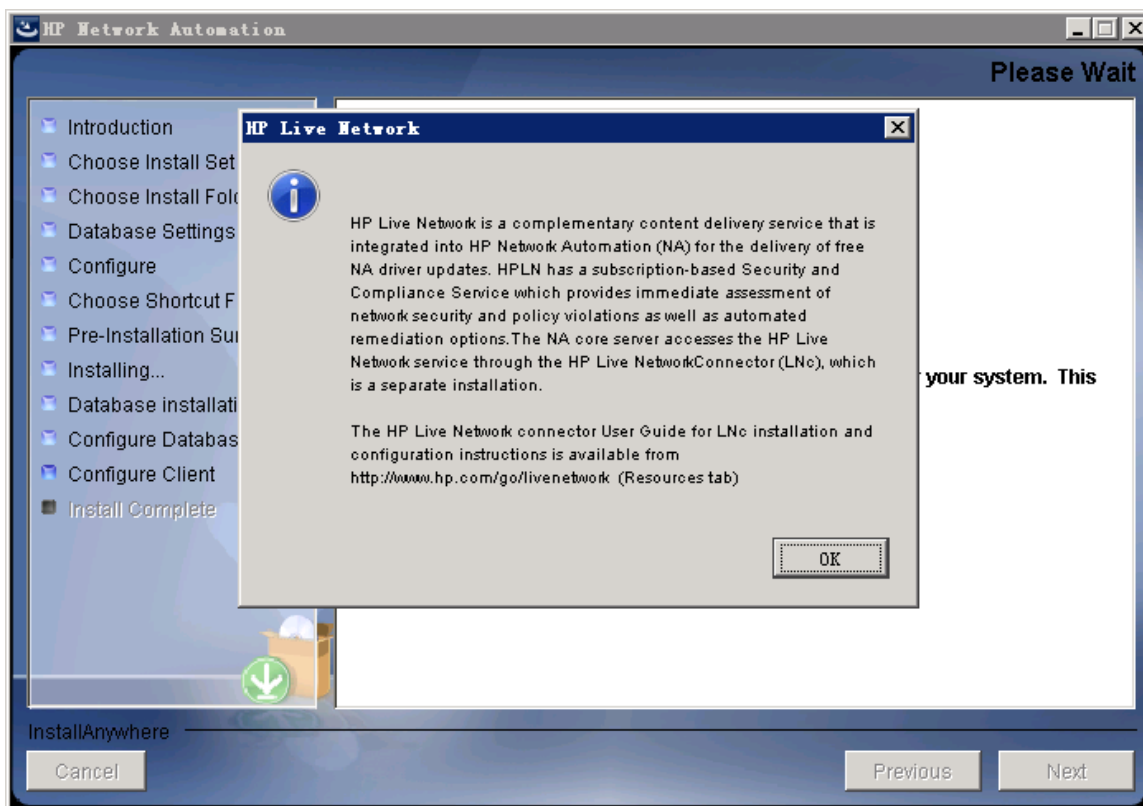 HP Network Automation
Please Wait
Introduction
Choose Install Set
Choose Install Fold
Database Settings
Configure
Choose Shortcut F
Pre-Installation Su
Installing...
Database installati
Configure Databas
Configure Client
Install Complete
HP Live Network
HP Live Network is a complementary content delivery service that is
integrated into HP Network Automation (NA) for the delivery of free
NA driver updates. HPLN has a subscription-based Security and
Compliance Service which provides immediate assessment of
network security and policy violations as well as automated
remediation options.The NA core server accesses the HP Live
Network service through the HP Live NetworkConnector (LNc), which
is a separate installation.
The HP Live Network connector User Guide for LNc installation and
configuration instructions is available from
http://www.hp.com/go/livenetwork (Resources tab)
OK
your system. This
InstallAnywhere
Cancel
Previous
Next